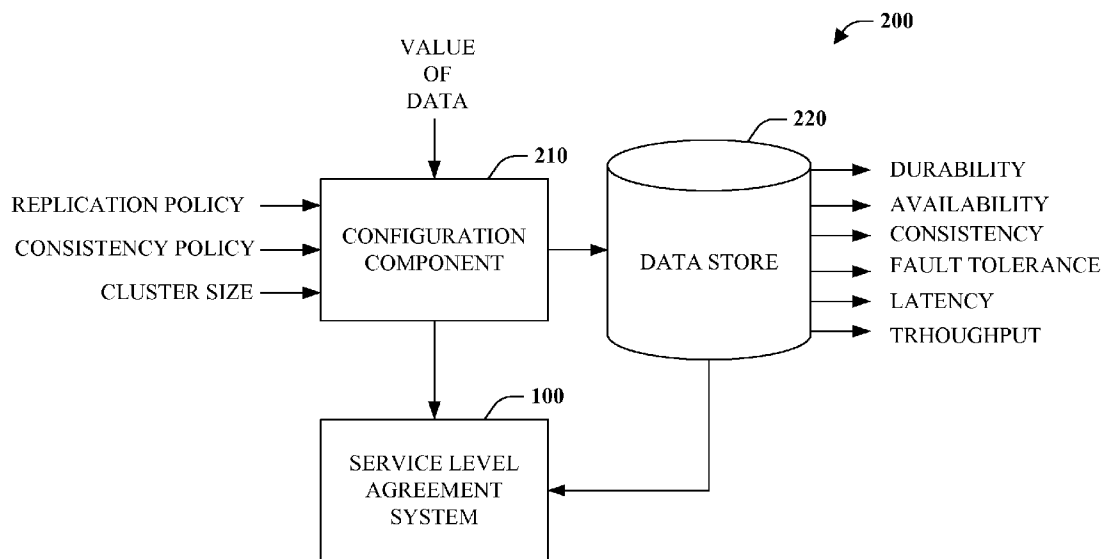 200
VALUE
OF
DATA
220
210
DURABILITY
REPLICATION POLICY
AVAILABILITY
CONFIGURATION
COMPONENT
CONSISTENCY POLICY
DATA STORE
CONSISTENCY
FAULT TOLERANCE
CLUSTER SIZE
LATENCY
TRHOUGHPUT
100
SERVICE LEVEL
AGREEMENT
SYSTEM